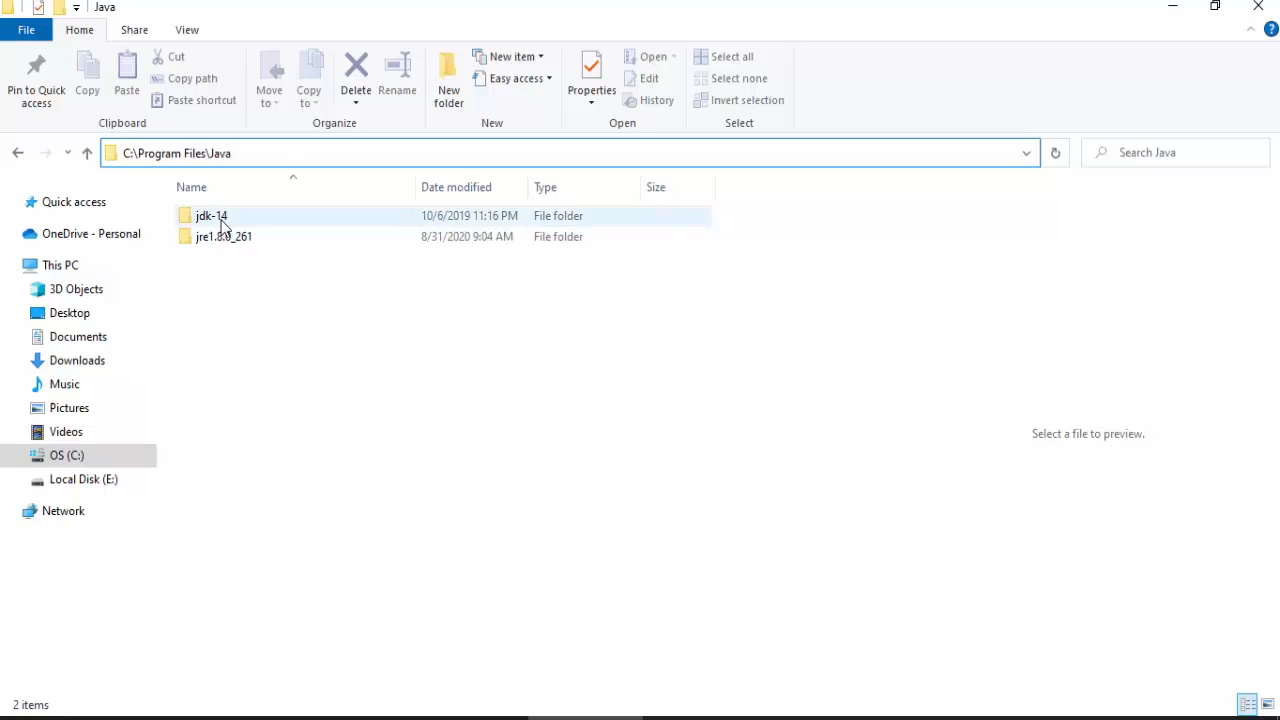 Java
File Home Share View
Pin to Quick access
Copy
Paste
Cut
Copy path
Paste shortcut
Clipboard
Move to
Copy to
Delete
Rename
Organize
New folder
New item
Easy access
New
Properties
Open
Edit
History
Open
Select all
Select none
Invert selection
Select
C:\Program Files\Java
Search Java
Name Date modified Type Size
jdk-14 10/6/2019 11:16 PM File folder
jre1.8.0_261 8/31/2020 9:04 AM File folder
Quick access
OneDrive - Personal
This PC
3D Objects
Desktop
Documents
Downloads
Music
Pictures
Videos
OS (C:)
Local Disk (E:)
Network
Select a file to preview.
2 items